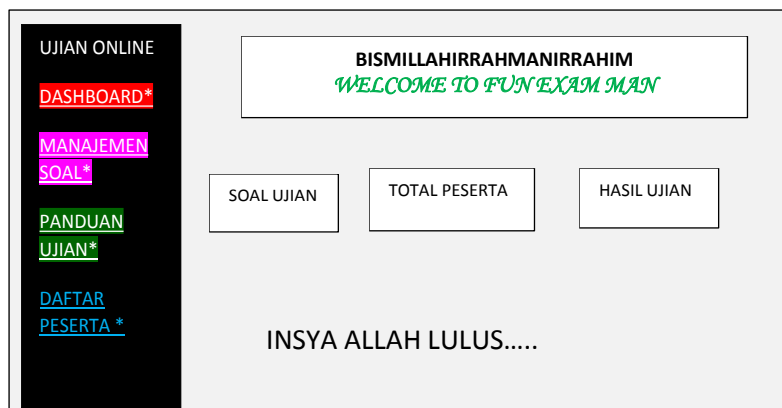 UJIAN ONLINE
DASHBOARD*
MANAJEMEN
SOAL*
PANDUAN
UJIAN*
DAFTAR
PESERTA *
BISMILLAHIRRAHMANIRRAHIM
WELCOME TO FUN EXAM MAN
SOAL UJIAN
TOTAL PESERTA
HASIL UJIAN
INSYA ALLAH LULUS…..